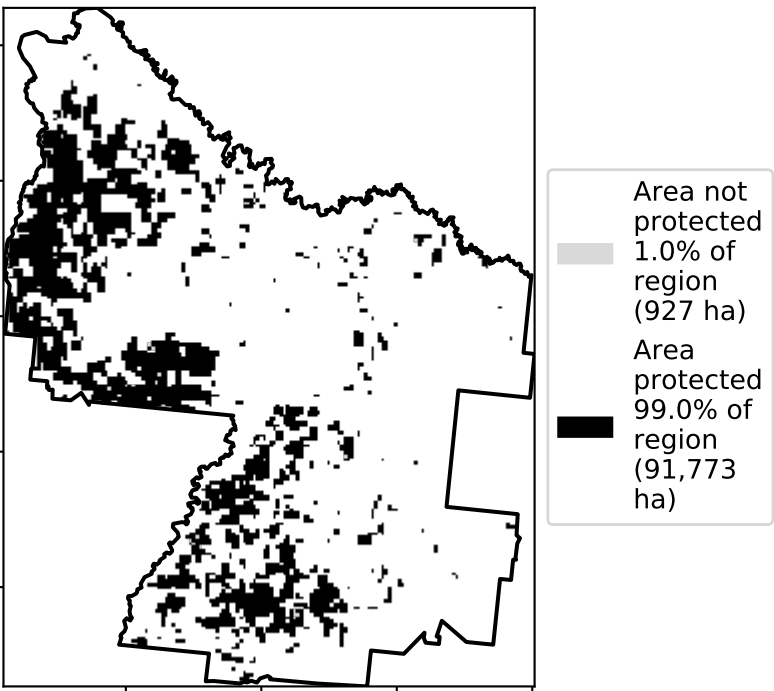 Area not
protected
1.0% of
region
(927 ha)
Area
protected
99.0% of
region
(91,773
ha)